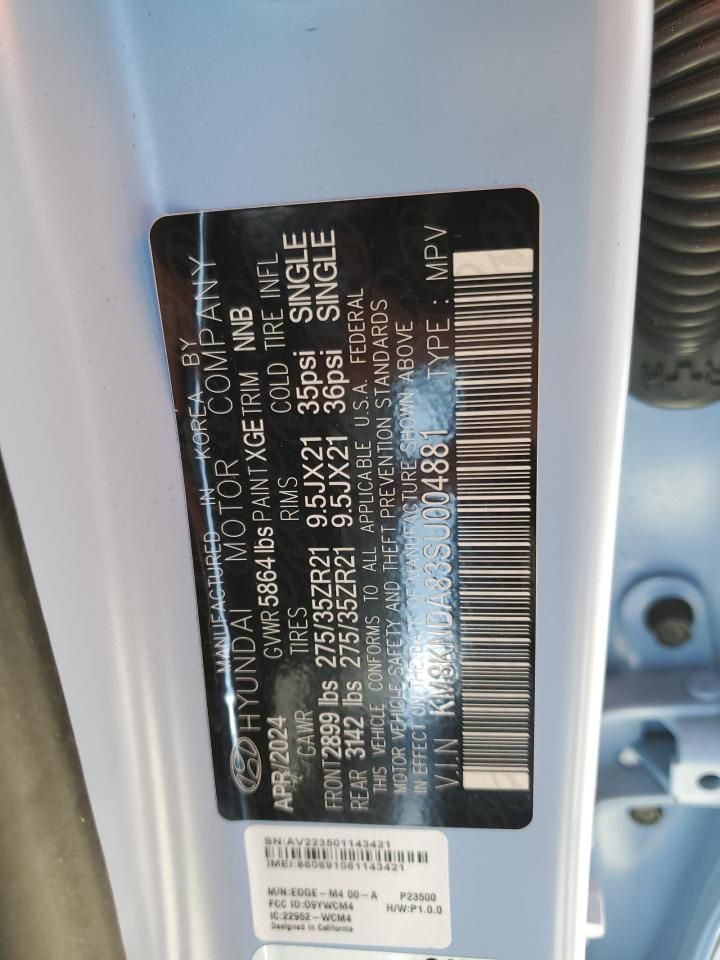 MANUFACTURED IN KOREA BY
HYUNDAI MOTOR COMPANY
APR/2024 GVWR 5864 lbs PAINT XGE TRIM NNB
GAWR TIRES RIMS COLD TIRE INFL
FRONT 2899 lbs 275/35ZR21 9.5JX21 35psi SINGLE
REAR 3142 lbs 275/35ZR21 9.5JX21 36psi SINGLE
THIS VEHICLE CONFORMS TO ALL APPLICABLE U.S.A. FEDERAL
MOTOR VEHICLE SAFETY AND THEFT PREVENTION STANDARDS
IN EFFECT ON THE DATE OF MANUFACTURE SHOWN ABOVE
VIN KM8KNDA83SU004881 TYPE: MPV
SN:AV223501143421
IMEI:860691061143421
M/N:EDGE-M4 00-A P23500
FCC ID:O9YWCM4 H/W:P1.0.0
IC:22952-WCM4
Designed in California